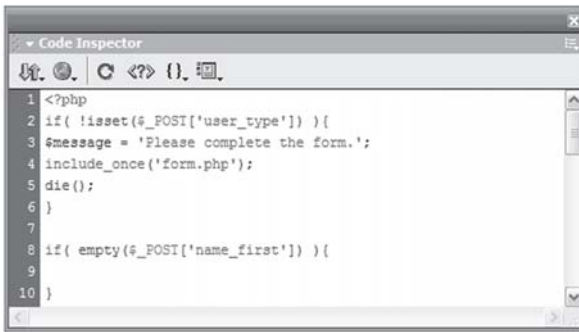 Code Inspector
1 <?php
2 if( !isset($_POST['user_type']) ){
3 $message = 'Please complete the form.';
4 include_once('form.php');
5 die();
6 }
7
8 if( empty($_POST['name_first']) ){
9
10 }